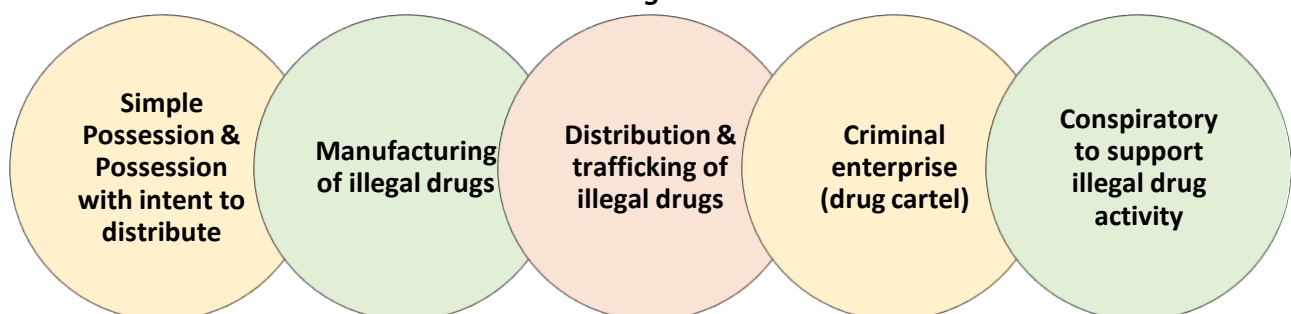 Simple
Possession &
Possession
with intent to
distribute
Manufacturing
of illegal drugs
Distribution &
trafficking of
illegal drugs
Criminal
enterprise
(drug cartel)
Conspiratory
to support
illegal drug
activity